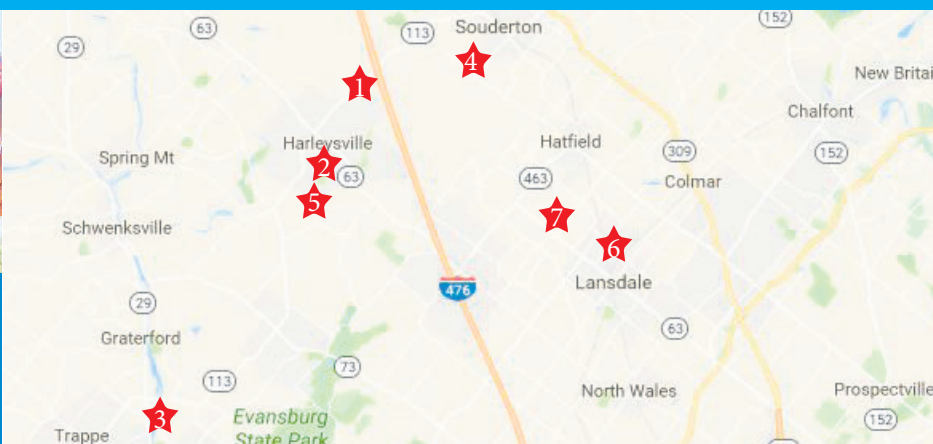 152
63
113
Souderton
29
4
New Britai
1
Chalfont
Harleysville
Hatfield
309
152
Spring Mt
2
63
463
Colmar
5
7
Schwenksville
6
476
Lansdale
29
63
Graterford
73
113
North Wales
Prospectville
3
Evansburg
State Park
152
Trappe